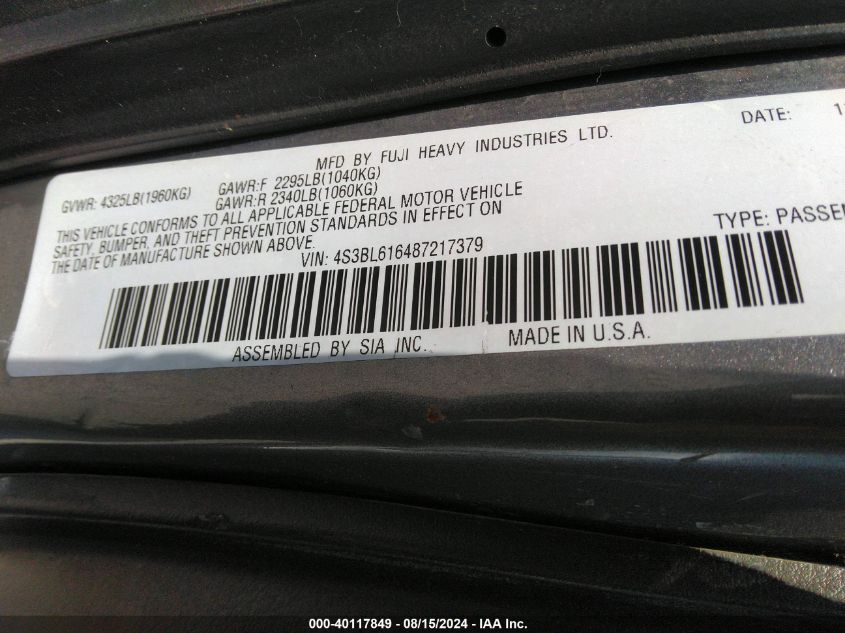 MFD BY FUJI HEAVY INDUSTRIES LTD.
DATE:
GVWR: 4325LB(1960KG)
GAWR:F 2295LB(1040KG)
GAWR:R 2340LB(1060KG)
THIS VEHICLE CONFORMS TO ALL APPLICABLE FEDERAL MOTOR VEHICLE
SAFETY, BUMPER, AND THEFT PREVENTION STANDARDS IN EFFECT ON
THE DATE OF MANUFACTURE SHOWN ABOVE.
VIN: 4S3BL616487217379
TYPE: PASSEN
ASSEMBLED BY SIA INC.
MADE IN U.S.A.
000-40117849 - 08/15/2024 - IAA Inc.